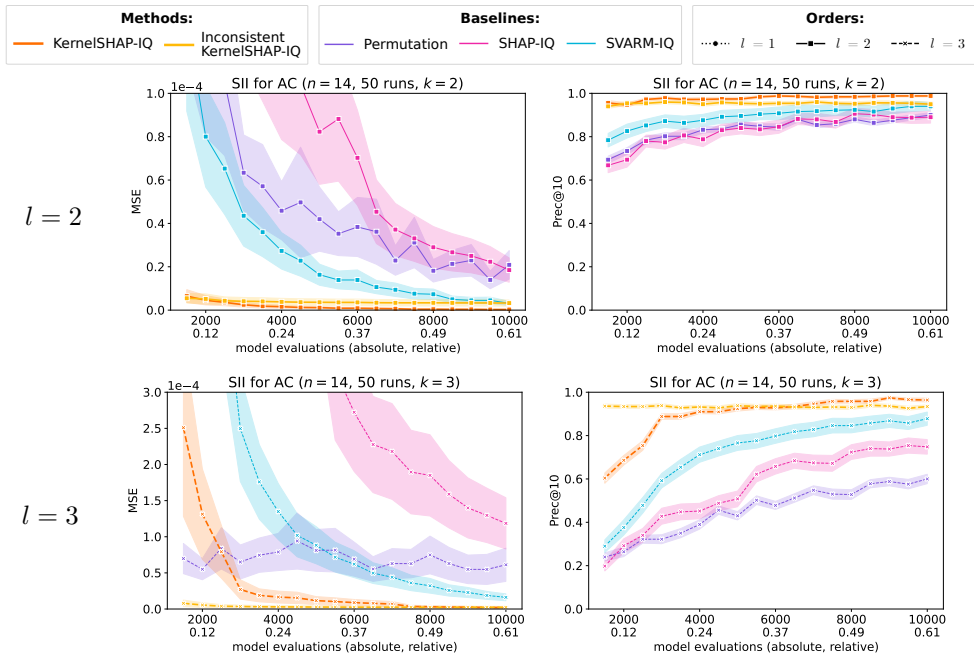 Methods:
KernelSHAP-IQ
Inconsistent
KernelSHAP-IQ
Baselines:
Permutation
SHAP-IQ
SVARM-IQ
Orders:
l = 1
l = 2
l = 3
l = 2
SII for AC (n = 14, 50 runs, k = 2)
1e−4
MSE
1.0
0.8
0.6
0.4
0.2
0.0
2000 4000 6000 8000 10000
0.12 0.24 0.37 0.49 0.61
model evaluations (absolute, relative)
SII for AC (n = 14, 50 runs, k = 2)
Prec@10
1.0
0.8
0.6
0.4
0.2
0.0
2000 4000 6000 8000 10000
0.12 0.24 0.37 0.49 0.61
model evaluations (absolute, relative)
l = 3
SII for AC (n = 14, 50 runs, k = 3)
1e−4
MSE
3.0
2.5
2.0
1.5
1.0
0.5
0.0
2000 4000 6000 8000 10000
0.12 0.24 0.37 0.49 0.61
model evaluations (absolute, relative)
SII for AC (n = 14, 50 runs, k = 3)
Prec@10
1.0
0.8
0.6
0.4
0.2
0.0
2000 4000 6000 8000 10000
0.12 0.24 0.37 0.49 0.61
model evaluations (absolute, relative)